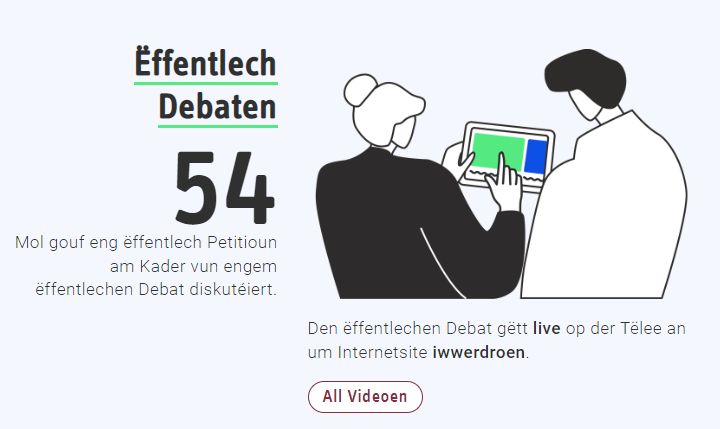 Ëffentlech
Debaten
54
Mol gouf eng ëffentlech Petitioun
am Kader vun engem
ëffentlechen Debat diskutéiert.
Den ëffentlechen Debat gëtt live op der Tëlee an
um Internetsite iwwerdroen.
All Videoen